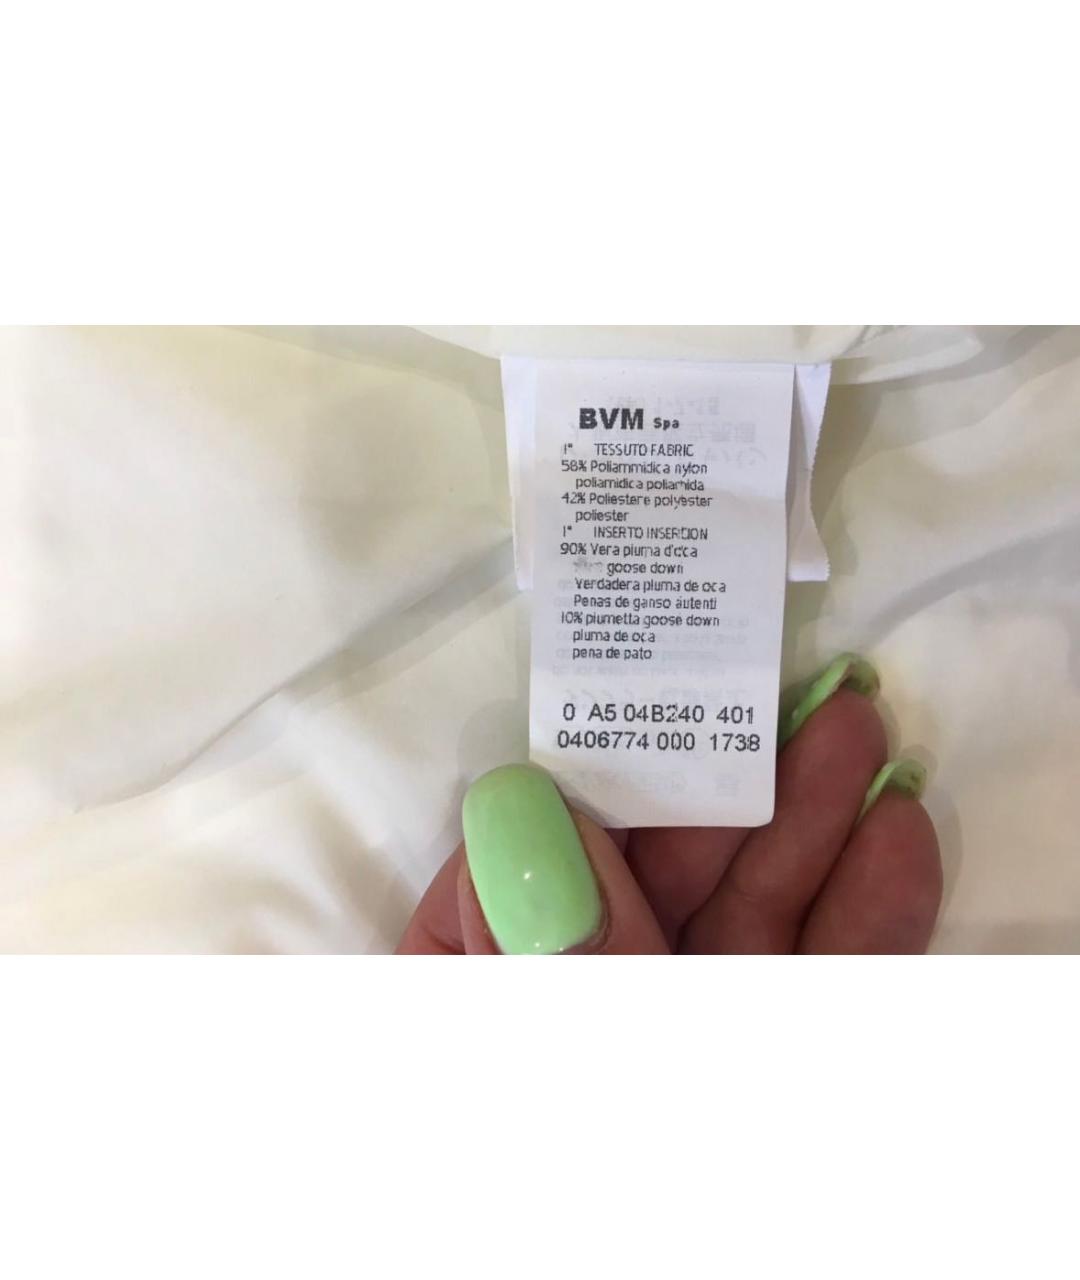 BVM Spa
1° TESSUTO FABRIC
58% Poliammidica nylon
poliamidica poliamida
42% Poliestere polyester
poliester
1° INSERTO INSERCION
90% Vera piuma d'oca
goose down
Verdadera pluma de oca
Penas de ganso autenti
10% piumetta goose down
pluma de oca
pena de pato
0 A5 04B240 401
0406774 000 1738